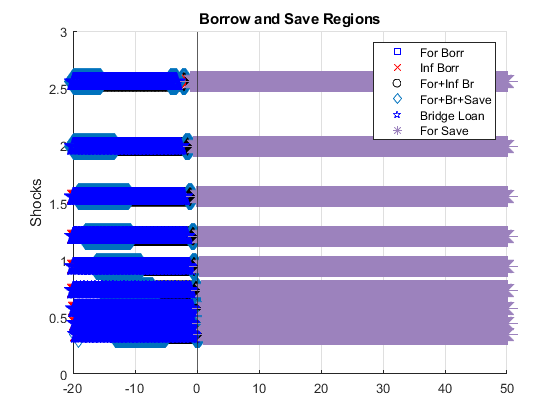 Borrow and Save Regions
3
2.5
2
1.5
1
0.5
0
Shocks
For Borr
Inf Borr
For+Inf Br
For+Br+Save
Bridge Loan
For Save
-20 -10 0 10 20 30 40 50